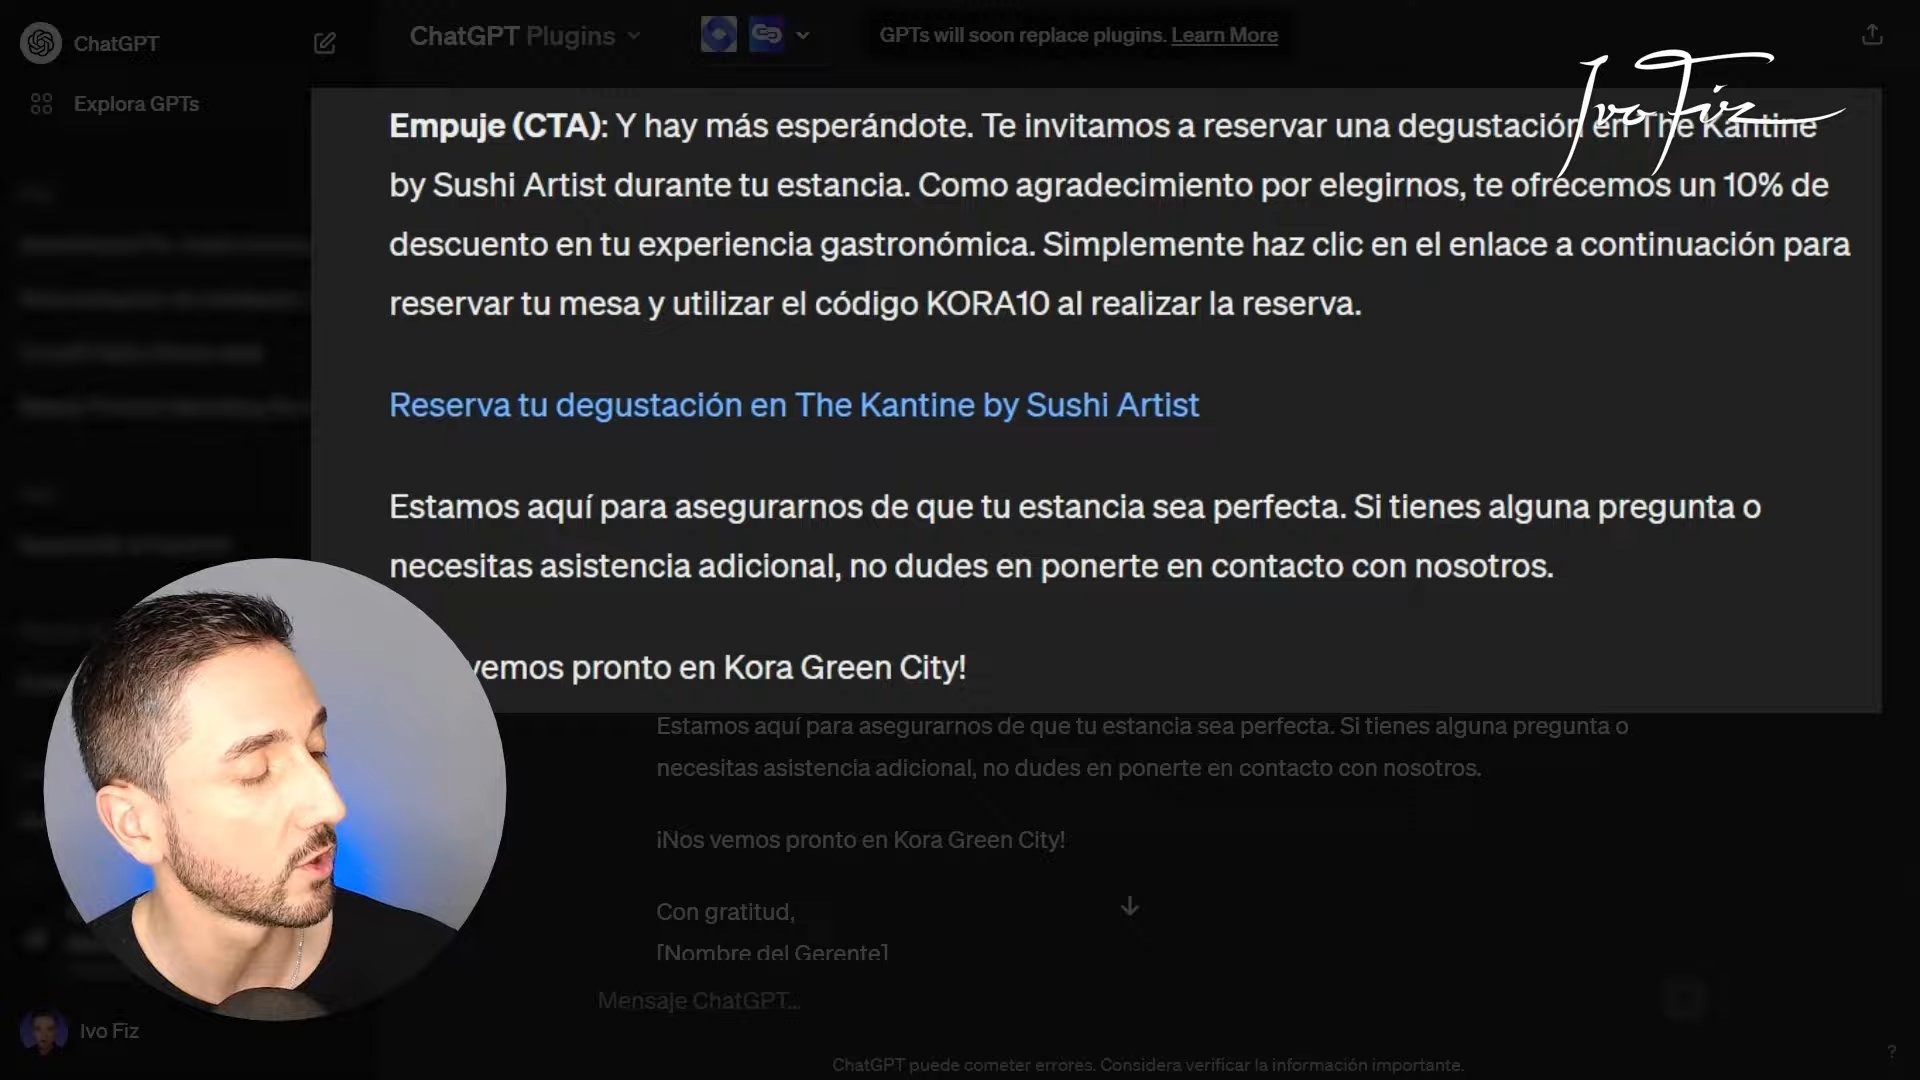 ChatGPT
ChatGPT Plugins
GPTs will soon replace plugins. Learn More
Explora GPTs
Ivo Fiz
Empuje (CTA): Y hay más esperándote. Te invitamos a reservar una degustación en The Kantine
by Sushi Artist durante tu estancia. Como agradecimiento por elegirnos, te ofrecemos un 10% de
descuento en tu experiencia gastronómica. Simplemente haz clic en el enlace a continuación para
reservar tu mesa y utilizar el código KORA10 al realizar la reserva.
Reserva tu degustación en The Kantine by Sushi Artist
Estamos aquí para asegurarnos de que tu estancia sea perfecta. Si tienes alguna pregunta o
necesitas asistencia adicional, no dudes en ponerte en contacto con nosotros.
vemos pronto en Kora Green City!
Estamos aquí para asegurarnos de que tu estancia sea perfecta. Si tienes alguna pregunta o
necesitas asistencia adicional, no dudes en ponerte en contacto con nosotros.
¡Nos vemos pronto en Kora Green City!
Con gratitud,
[Nombre del Gerente]
Mensaje ChatGPT...
Ivo Fiz
ChatGPT puede cometer errores. Considera verificar la información importante.
?